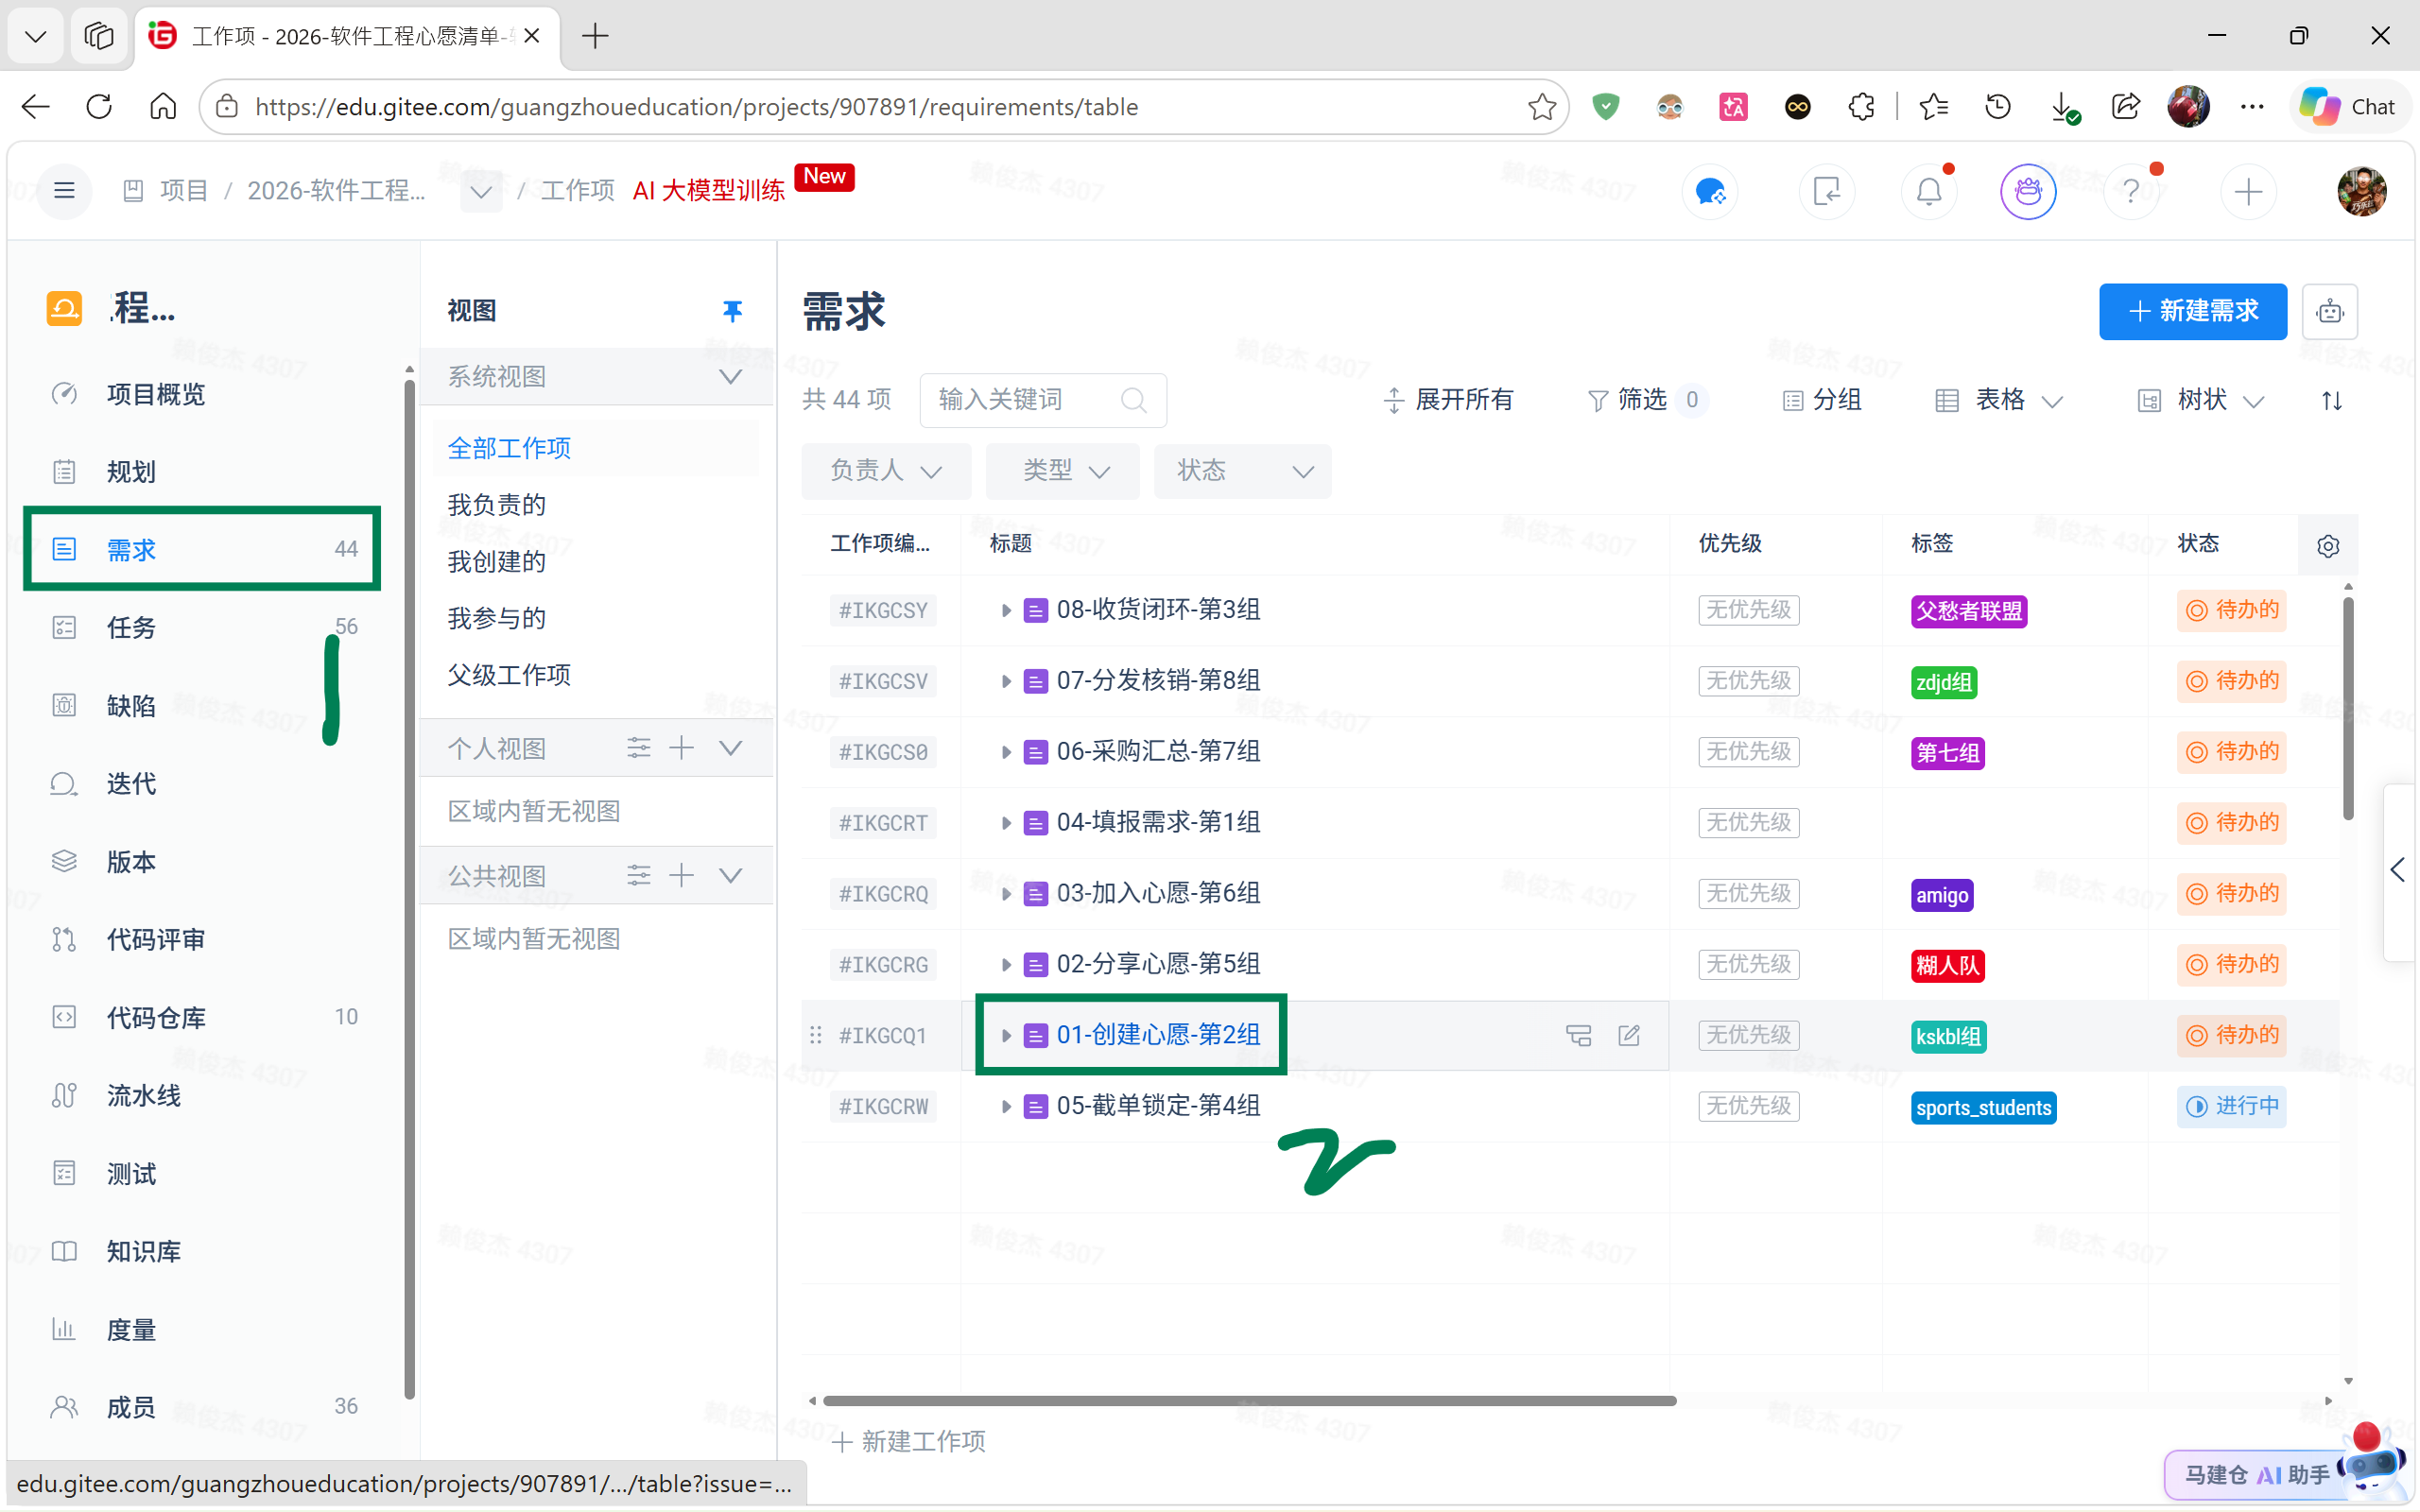 工作项 - 2026-软件工程心愿清单-
https://edu.gitee.com/guangzhoueducation/projects/907891/requirements/table
Chat
项目 / 2026-软件工程... / 工作项 AI 大模型训练 New
程...
项目概览
规划
需求 44
任务 56
缺陷
迭代
版本
代码评审
代码仓库 10
流水线
测试
知识库
度量
成员 36
视图
系统视图
全部工作项
我负责的
我创建的
我参与的
父级工作项
个人视图
区域内暂无视图
公共视图
区域内暂无视图
需求
新建需求
共 44 项 输入关键词 展开所有 筛选 0 分组 表格 树状
负责人 类型 状态
工作项编... 标题 优先级 标签 状态
#IKGCSY 08-收货闭环-第3组 无优先级 父愁者联盟 待办的
#IKGCSV 07-分发核销-第8组 无优先级 zdjd组 待办的
#IKGCS0 06-采购汇总-第7组 无优先级 第七组 待办的
#IKGCRT 04-填报需求-第1组 无优先级 待办的
#IKGCRQ 03-加入心愿-第6组 无优先级 amigo 待办的
#IKGCRG 02-分享心愿-第5组 无优先级 糊人队 待办的
#IKGCQ1 01-创建心愿-第2组 无优先级 kskbl组 待办的
#IKGCRW 05-截单锁定-第4组 无优先级 sports_students 进行中
新建工作项
edu.gitee.com/guangzhoueducation/projects/907891/.../table?issue=...
马建仓 AI 助手
赖俊杰 4307